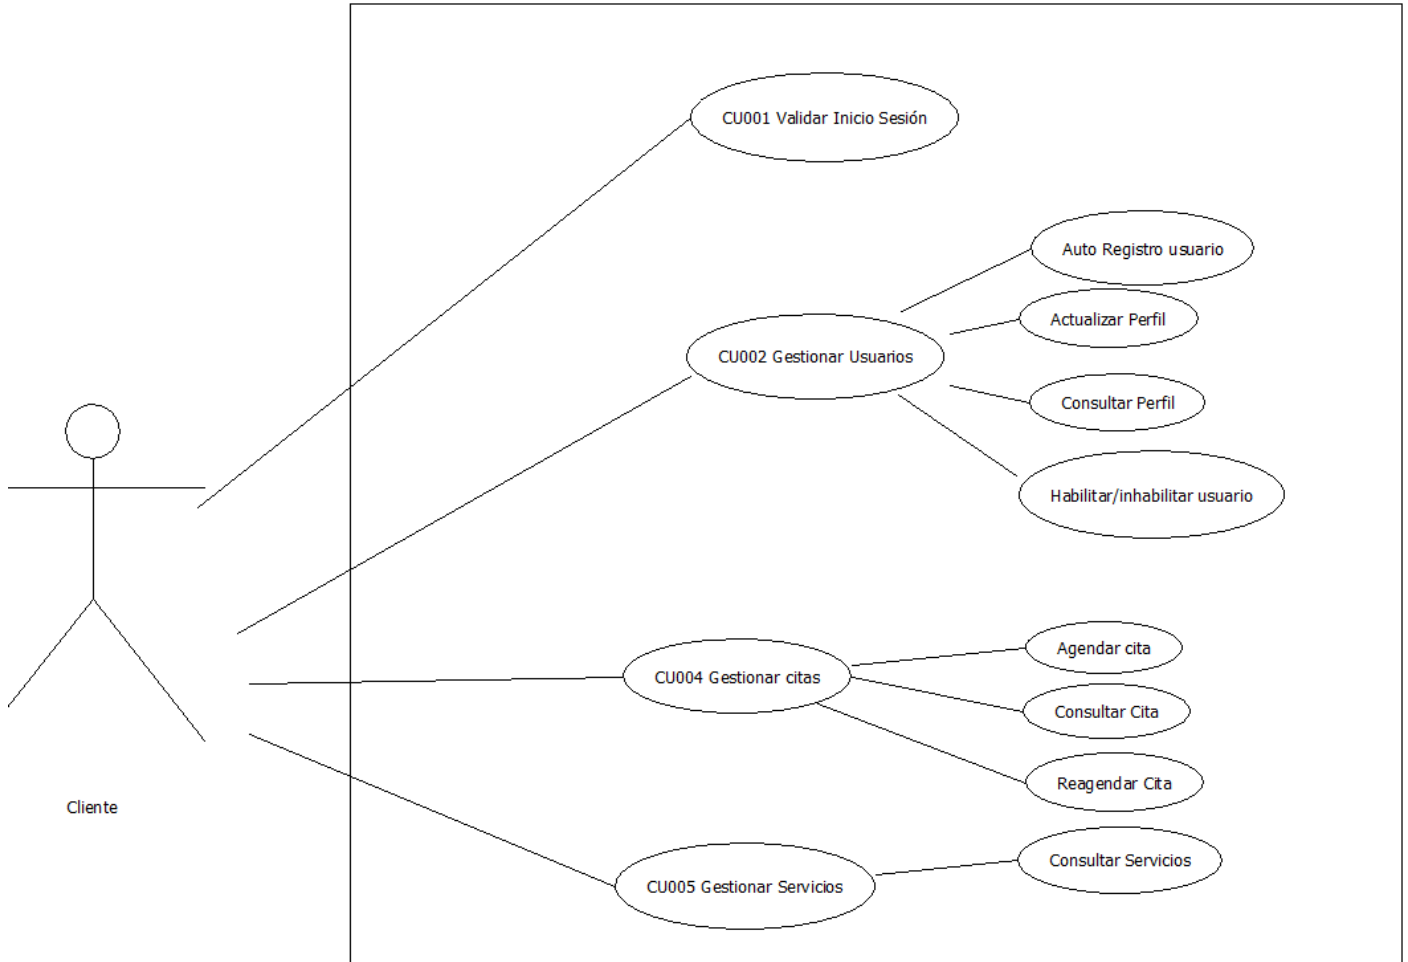 CU001 Validar Inicio Sesión
Auto Registro usuario
Actualizar Perfil
CU002 Gestionar Usuarios
Consultar Perfil
Habilitar/inhabilitar usuario
Agendar cita
CU004 Gestionar citas
Consultar Cita
Reagendar Cita
Cliente
Consultar Servicios
CU005 Gestionar Servicios